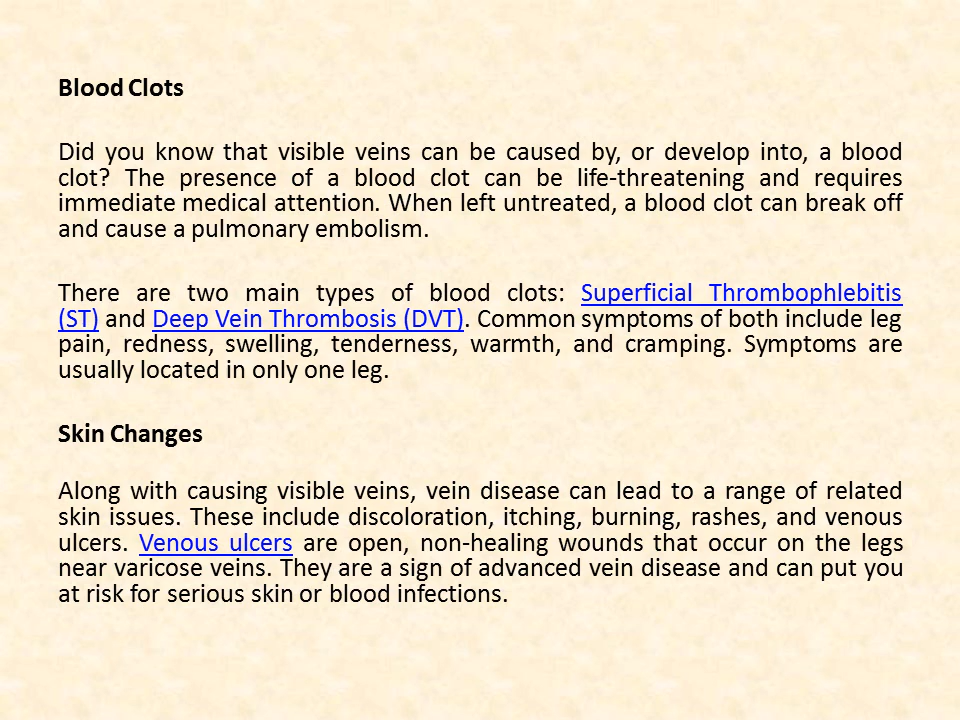 Blood Clots
Did you know that visible veins can be caused by, or develop into, a blood
clot? The presence of a blood clot can be life-threatening and requires
immediate medical attention. When left untreated, a blood clot can break off
and cause a pulmonary embolism.
There are two main types of blood clots: Superficial Thrombophlebitis
(ST) and Deep Vein Thrombosis (DVT). Common symptoms of both include leg
pain, redness, swelling, tenderness, warmth, and cramping. Symptoms are
usually located in only one leg.
Skin Changes
Along with causing visible veins, vein disease can lead to a range of related
skin issues. These include discoloration, itching, burning, rashes, and venous
ulcers. Venous ulcers are open, non-healing wounds that occur on the legs
near varicose veins. They are a sign of advanced vein disease and can put you
at risk for serious skin or blood infections.